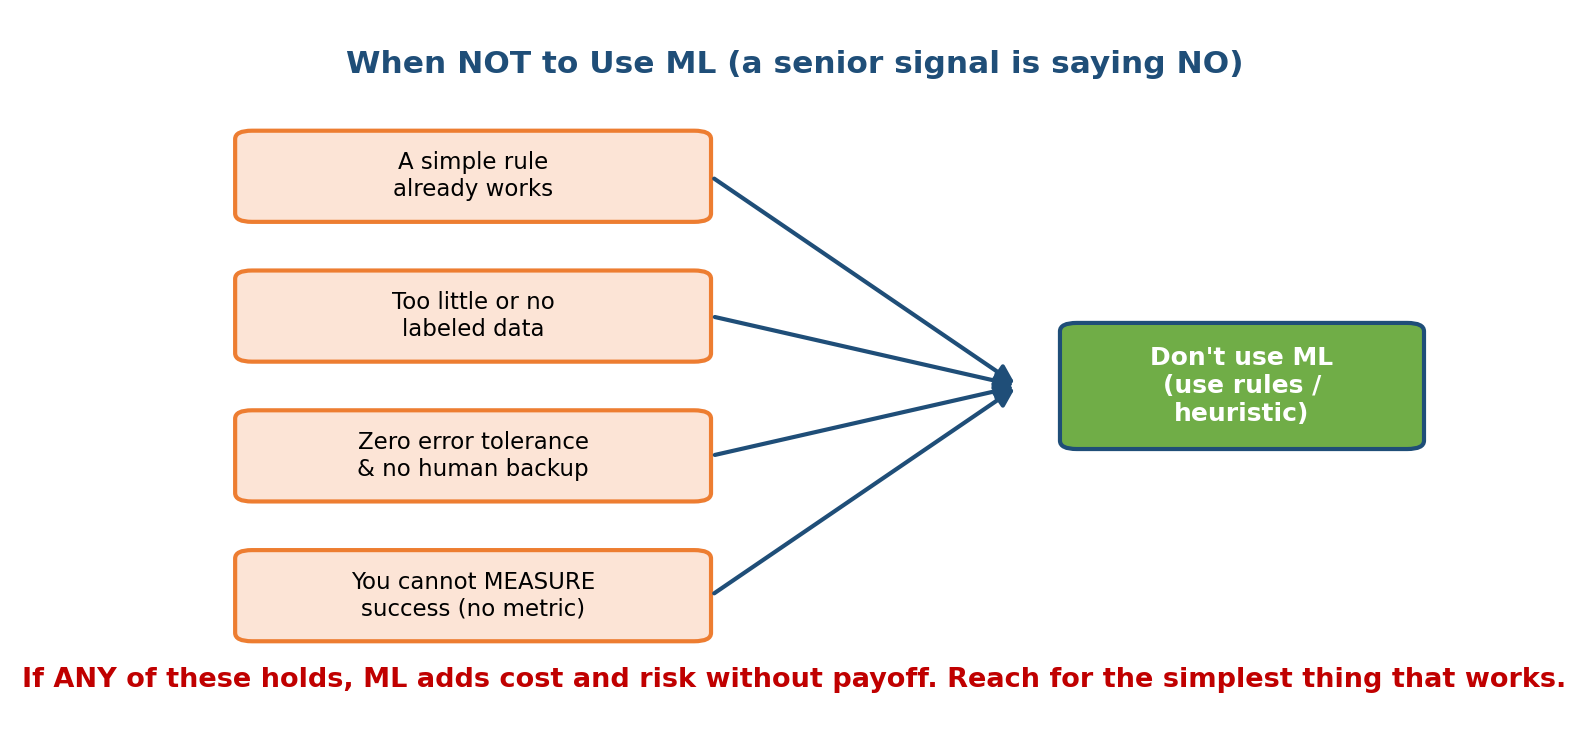 When NOT to Use ML (a senior signal is saying NO)
A simple rule
already works
Too little or no
labeled data
Zero error tolerance
& no human backup
You cannot MEASURE
success (no metric)
Don't use ML
(use rules /
heuristic)
If ANY of these holds, ML adds cost and risk without payoff. Reach for the simplest thing that works.